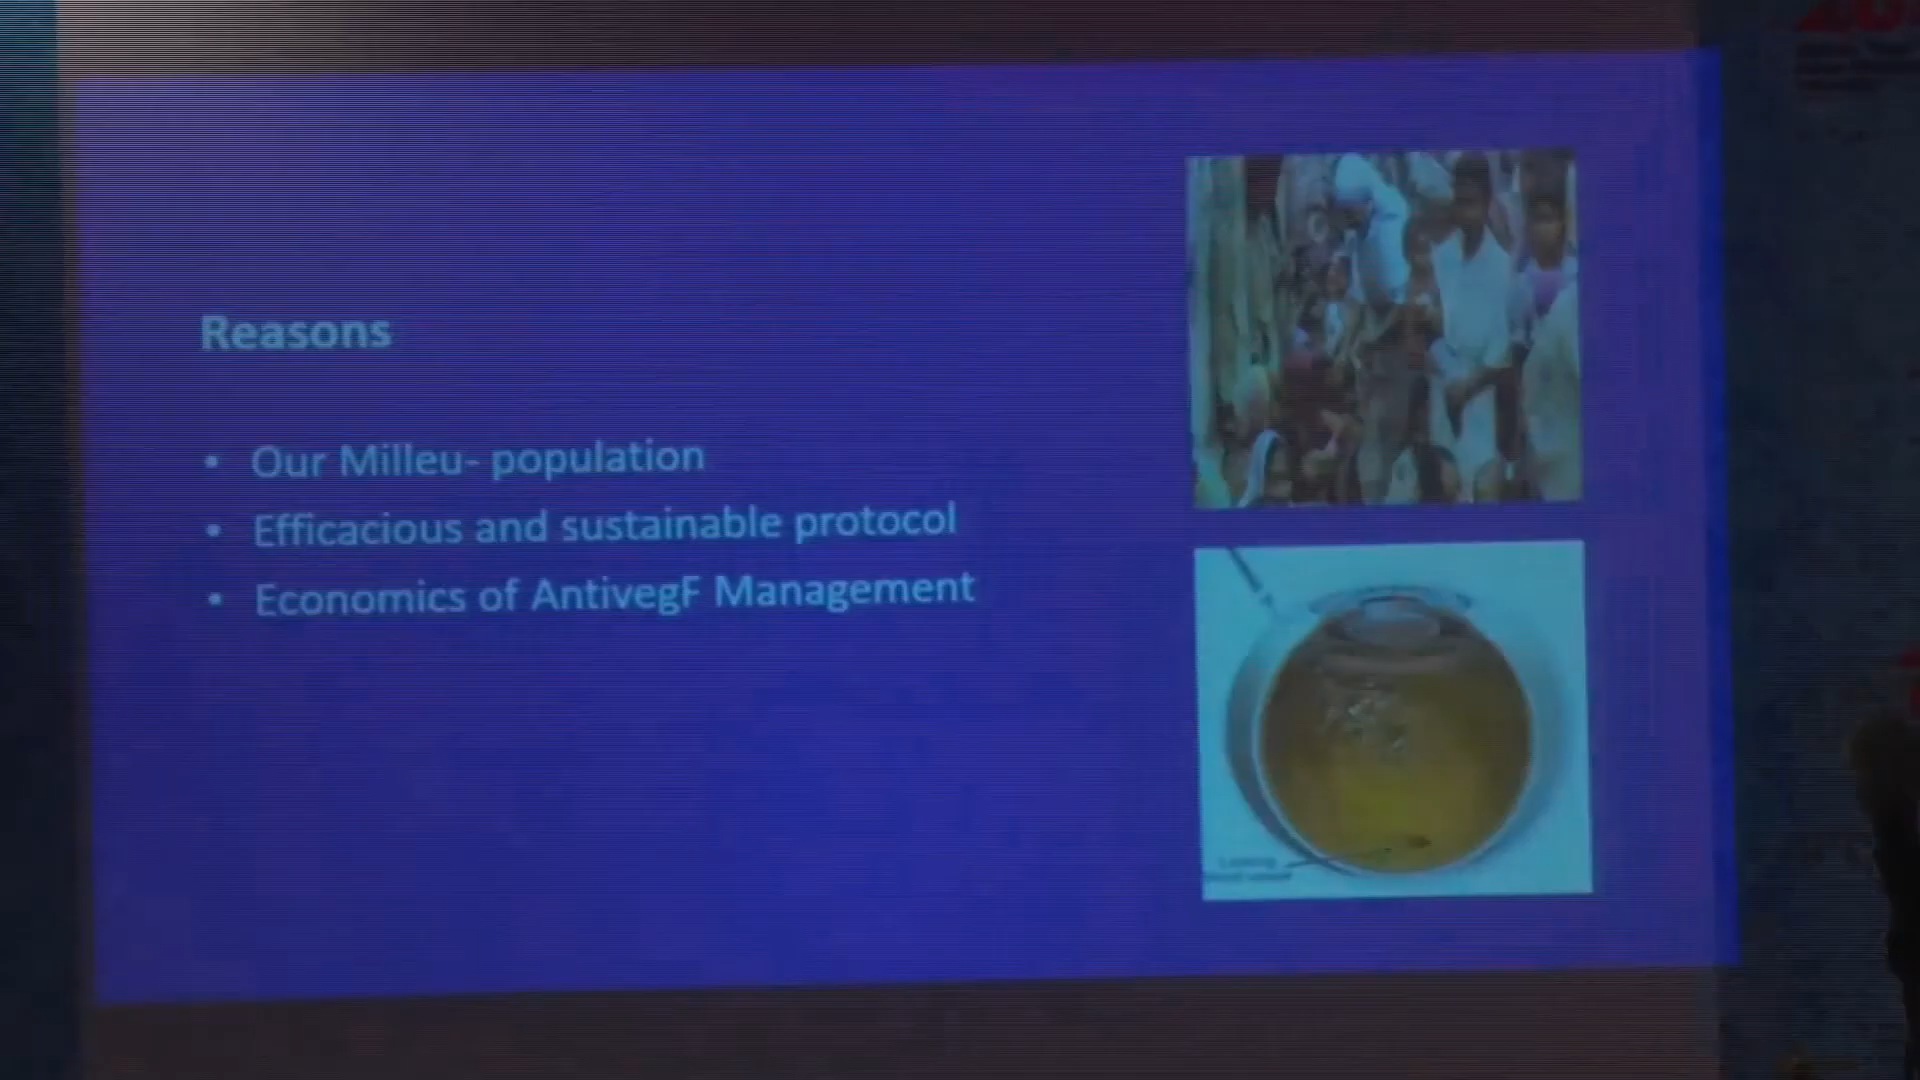 Reasons
• Our Milleu- population
• Efficacious and sustainable protocol
• Economics of AntivegF Management